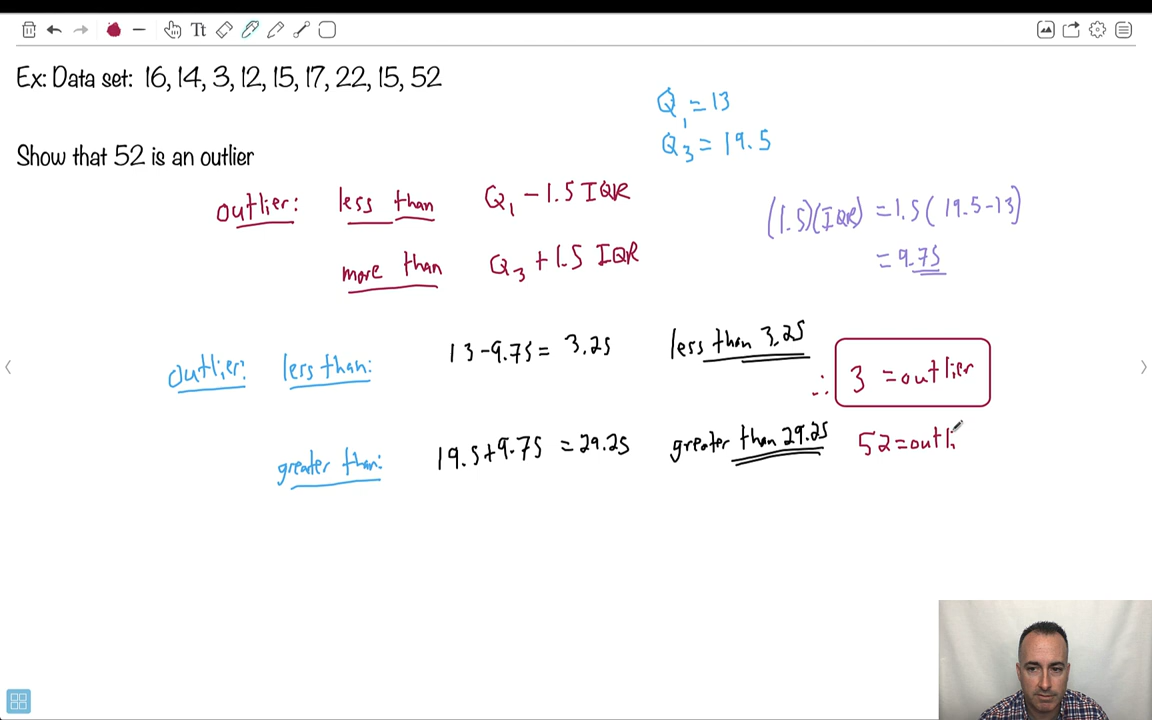 Tt
Ex: Data set: 16, 14, 3, 12, 15, 17, 22, 15, 52
Q1 = 13
Q3 = 19.5
Show that 52 is an outlier
outlier: less than Q1 - 1.5 IQR
(1.5)(IQR) = 1.5(19.5-13)
= 9.75
more than Q3 + 1.5 IQR
outlier: less than: 13-9.75 = 3.25 less than 3.25
∴ 3 = outlier
greater than: 19.5+9.75 = 29.25 greater than 29.25 52=outli